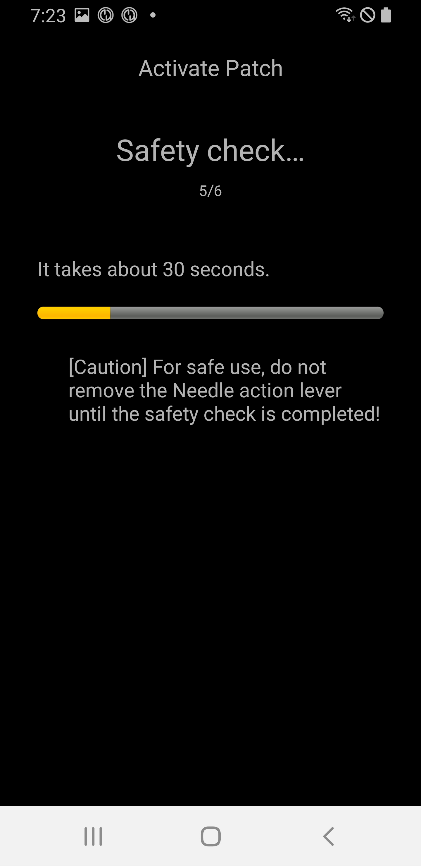 7:23
Activate Patch
Safety check...
5/6
It takes about 30 seconds.
[Caution] For safe use, do not
remove the Needle action lever
until the safety check is completed!